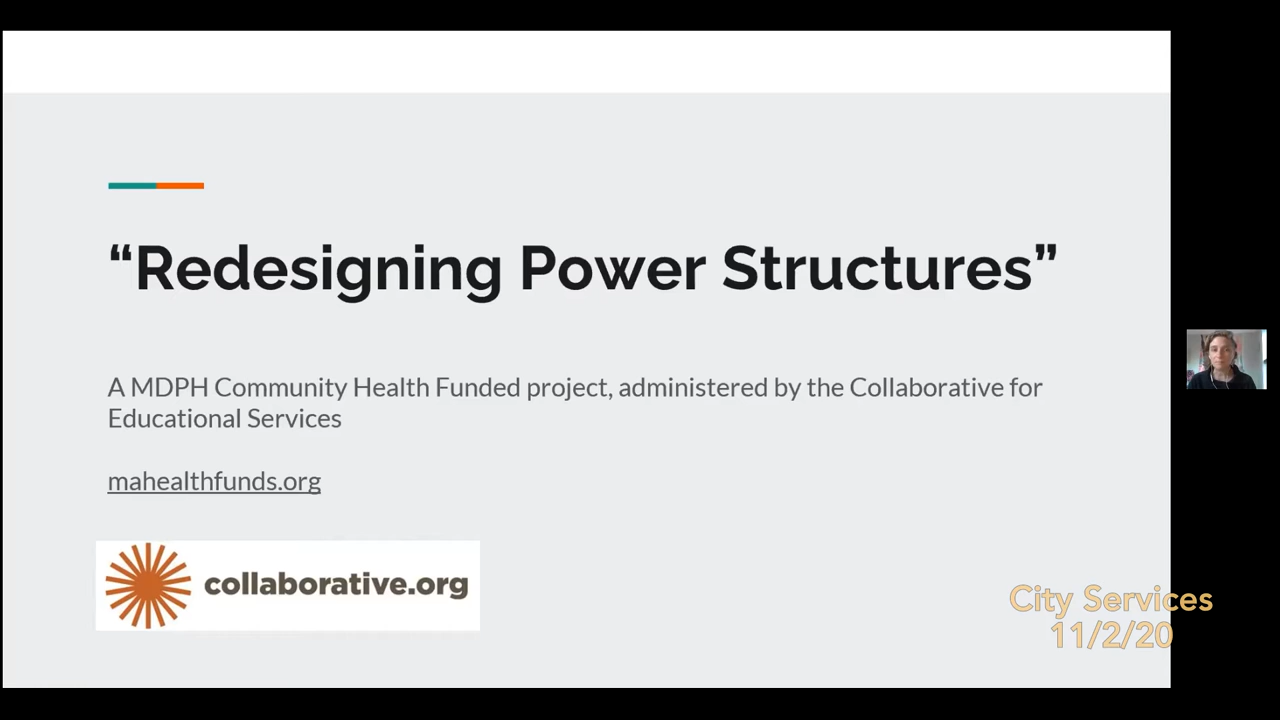 “Redesigning Power Structures”
A MDPH Community Health Funded project, administered by the Collaborative for
Educational Services
mahealthfunds.org
collaborative.org
City Services
11/2/20